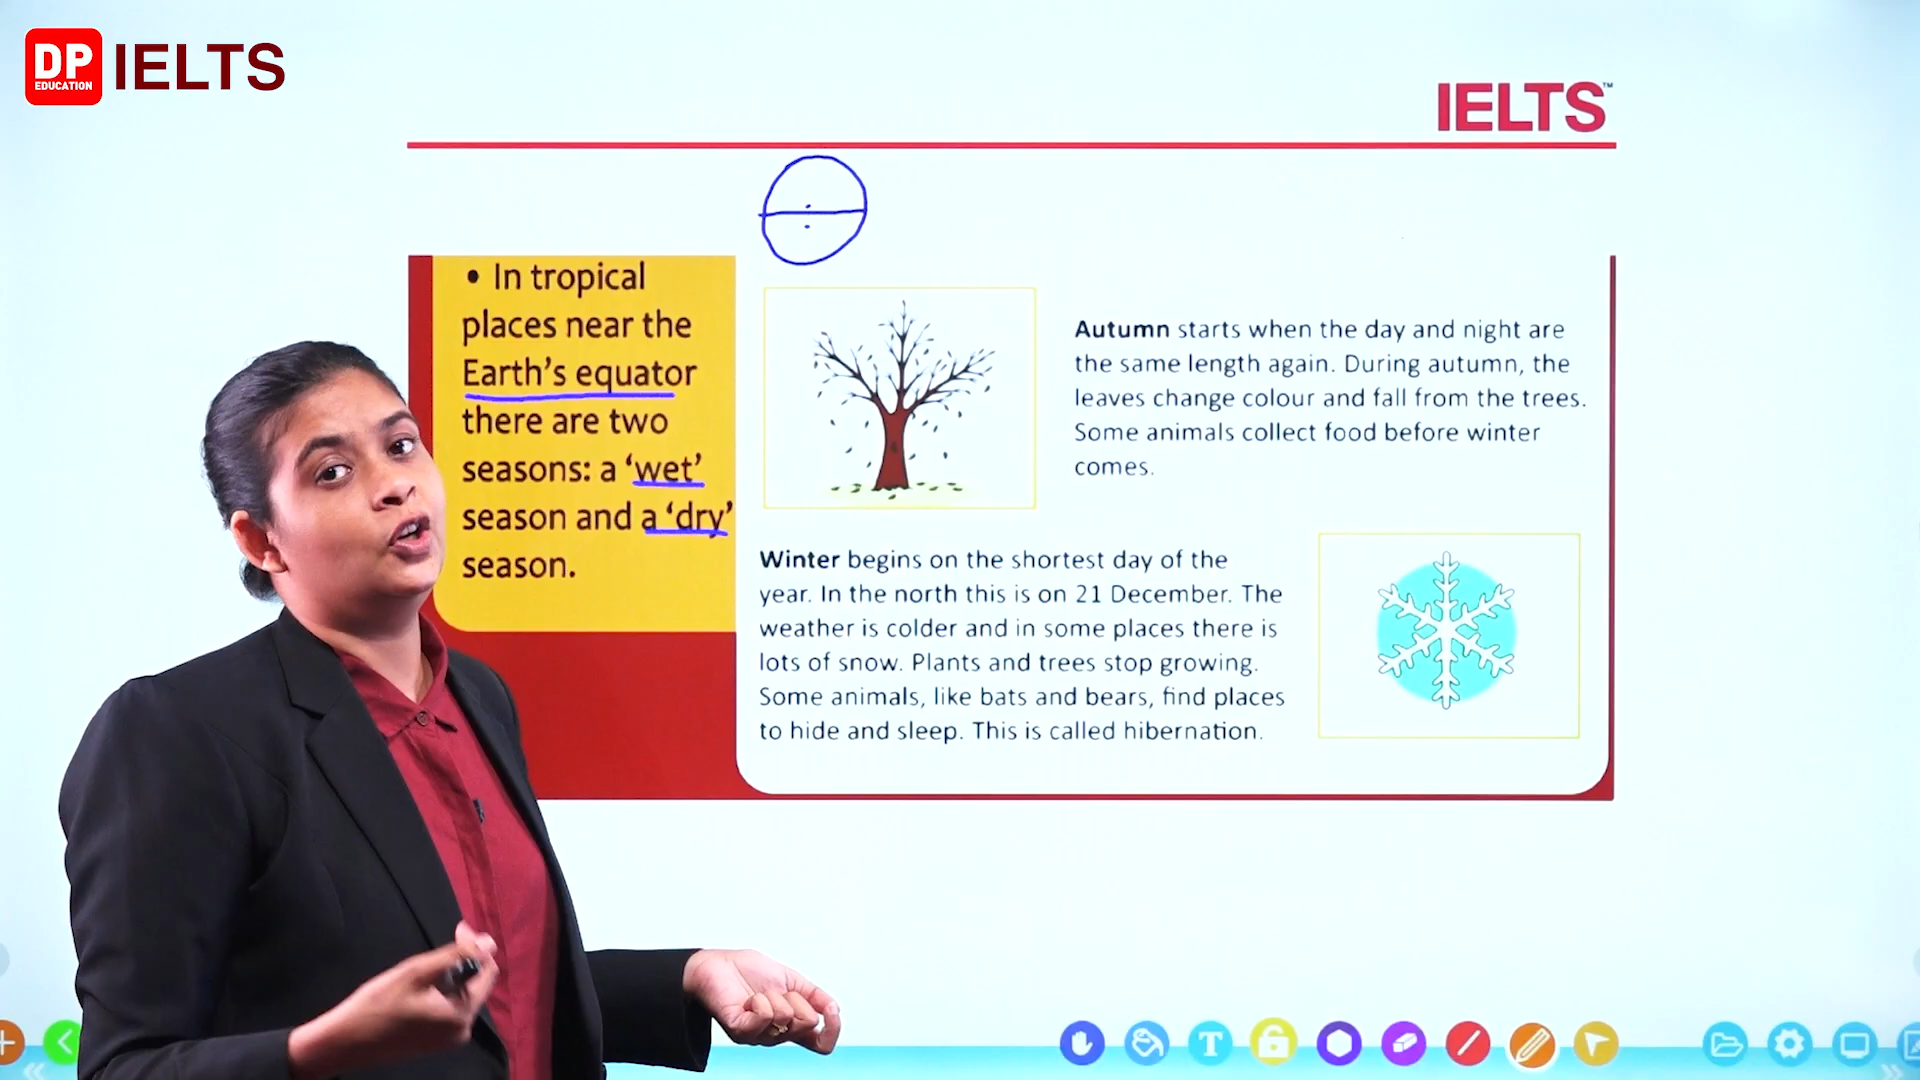 DP
EDUCATION
IELTS
IELTS™
• In tropical
places near the
Earth's equator
there are two
seasons: a ‘wet’
season and a ‘dry’
season.
Autumn starts when the day and night are
the same length again. During autumn, the
leaves change colour and fall from the trees.
Some animals collect food before winter
comes.
Winter begins on the shortest day of the
year. In the north this is on 21 December. The
weather is colder and in some places there is
lots of snow. Plants and trees stop growing.
Some animals, like bats and bears, find places
to hide and sleep. This is called hibernation.
T